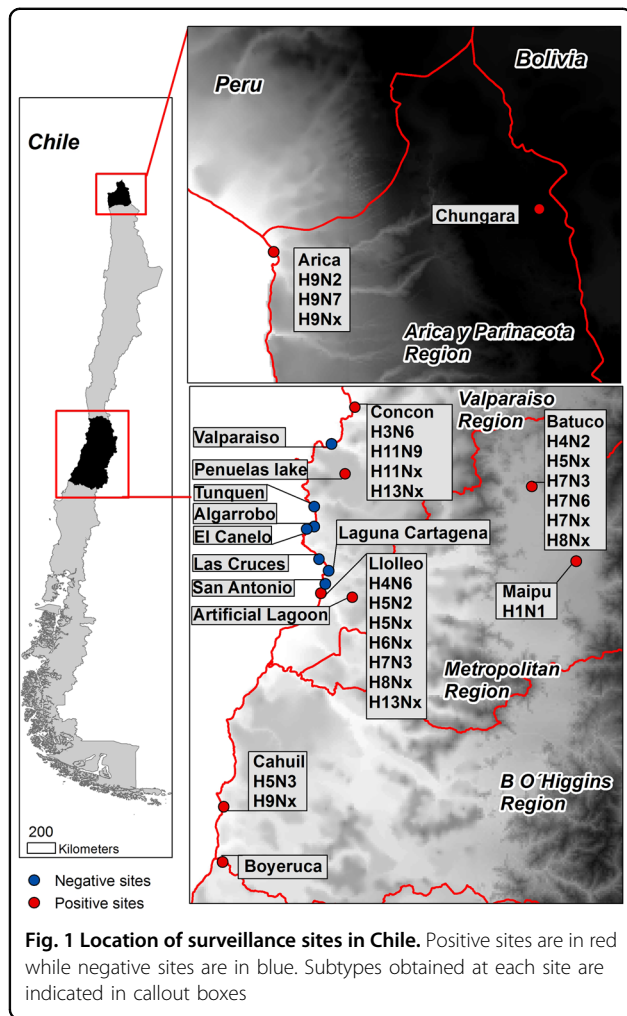 Chile
200
Kilometers
Negative sites
Positive sites
Peru
Bolivia
Chungara
Arica
H9N2
H9N7
H9Nx
Arica y Parinacota
Region
Valparaiso
Region
Concon
H3N6
H11N9
H11Nx
H13Nx
Batuco
H4N2
H5Nx
H7N3
H7N6
H7Nx
H8Nx
Valparaiso
Penuelas lake
Tunquen
Algarrobo
El Canelo
Laguna Cartagena
Las Cruces
San Antonio
Artificial Lagoon
Llolleo
H4N6
H5N2
H5Nx
H6Nx
H7N3
H8Nx
H13Nx
Maipu
H1N1
Metropolitan
Region
Cahuil
H5N3
H9Nx
B O´Higgins
Region
Boyeruca
Fig. 1 Location of surveillance sites in Chile. Positive sites are in red
while negative sites are in blue. Subtypes obtained at each site are
indicated in callout boxes